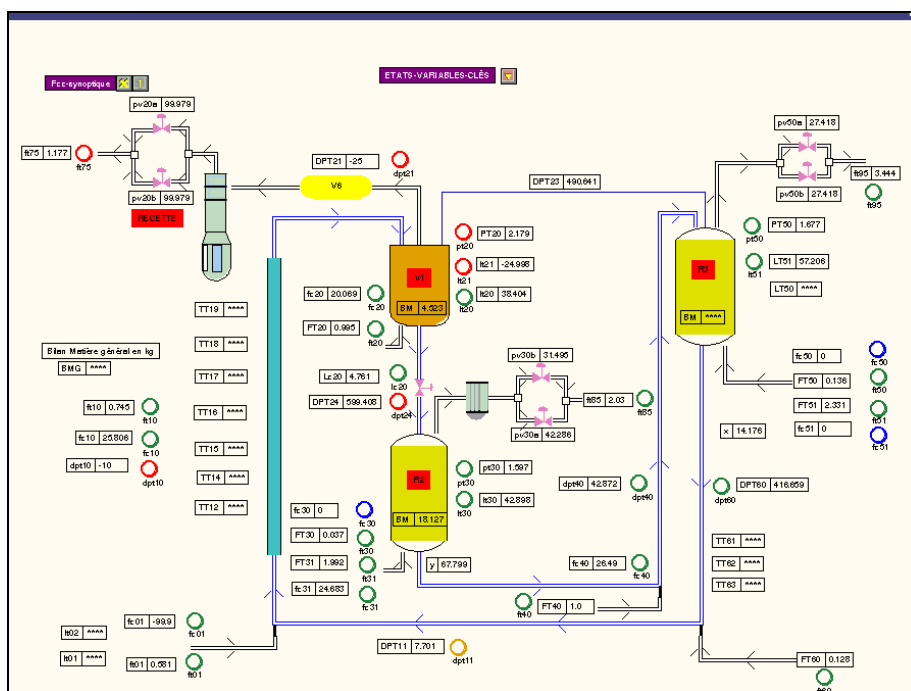 ETATS-VARIABLES-CLÉS
Fcc-synoptique
pv20a 99.979
ft75 1.177
ft75
pv20b 99.979
RECETTE
DPT21 -25
dpt21
V6
DPT23 490.641
pv50a 27.418
ft95 3.444
ft95
pv50b 27.418
PT20 2.179
pt20
lt21 -24.998
lt21
lt20 38.404
lt20
V1
BM 4.523
fc20 20.069
fc20
FT20 0.995
ft20
PT50 1.677
pt50
LT51 57.206
lt51
LT50 ****
R3
BM ****
TT19 ****
TT18 ****
TT17 ****
TT16 ****
TT15 ****
TT14 ****
TT12 ****
Bilan Matière général en kg
BMG ****
ft10 0.745
ft10
fc10 25.806
fc10
dpt10 -10
dpt10
Lc20 4.761
lc20
DPT24 599.408
dpt24
pv30b 31.495
ft85 2.03
ft85
pv30a 42.286
fc50 0
fc50
FT50 0.136
ft50
FT51 2.331
ft51
fc51 0
fc51
x 14.176
R2
BM 18.127
pt30 1.597
pt30
lt30 42.898
lt30
dpt40 42.872
dpt40
DPT60 416.659
dpt60
fc30 0
fc30
FT30 0.037
ft30
FT31 1.992
ft31
fc31 24.683
fc31
y 67.799
fc40 26.49
fc40
FT40 1.0
ft40
TT61 ****
TT62 ****
TT63 ****
fc01 -99.9
fc01
lt02 ****
lt01 ****
ft01 0.581
ft01
DPT11 7.701
dpt11
FT60 0.128
ft60